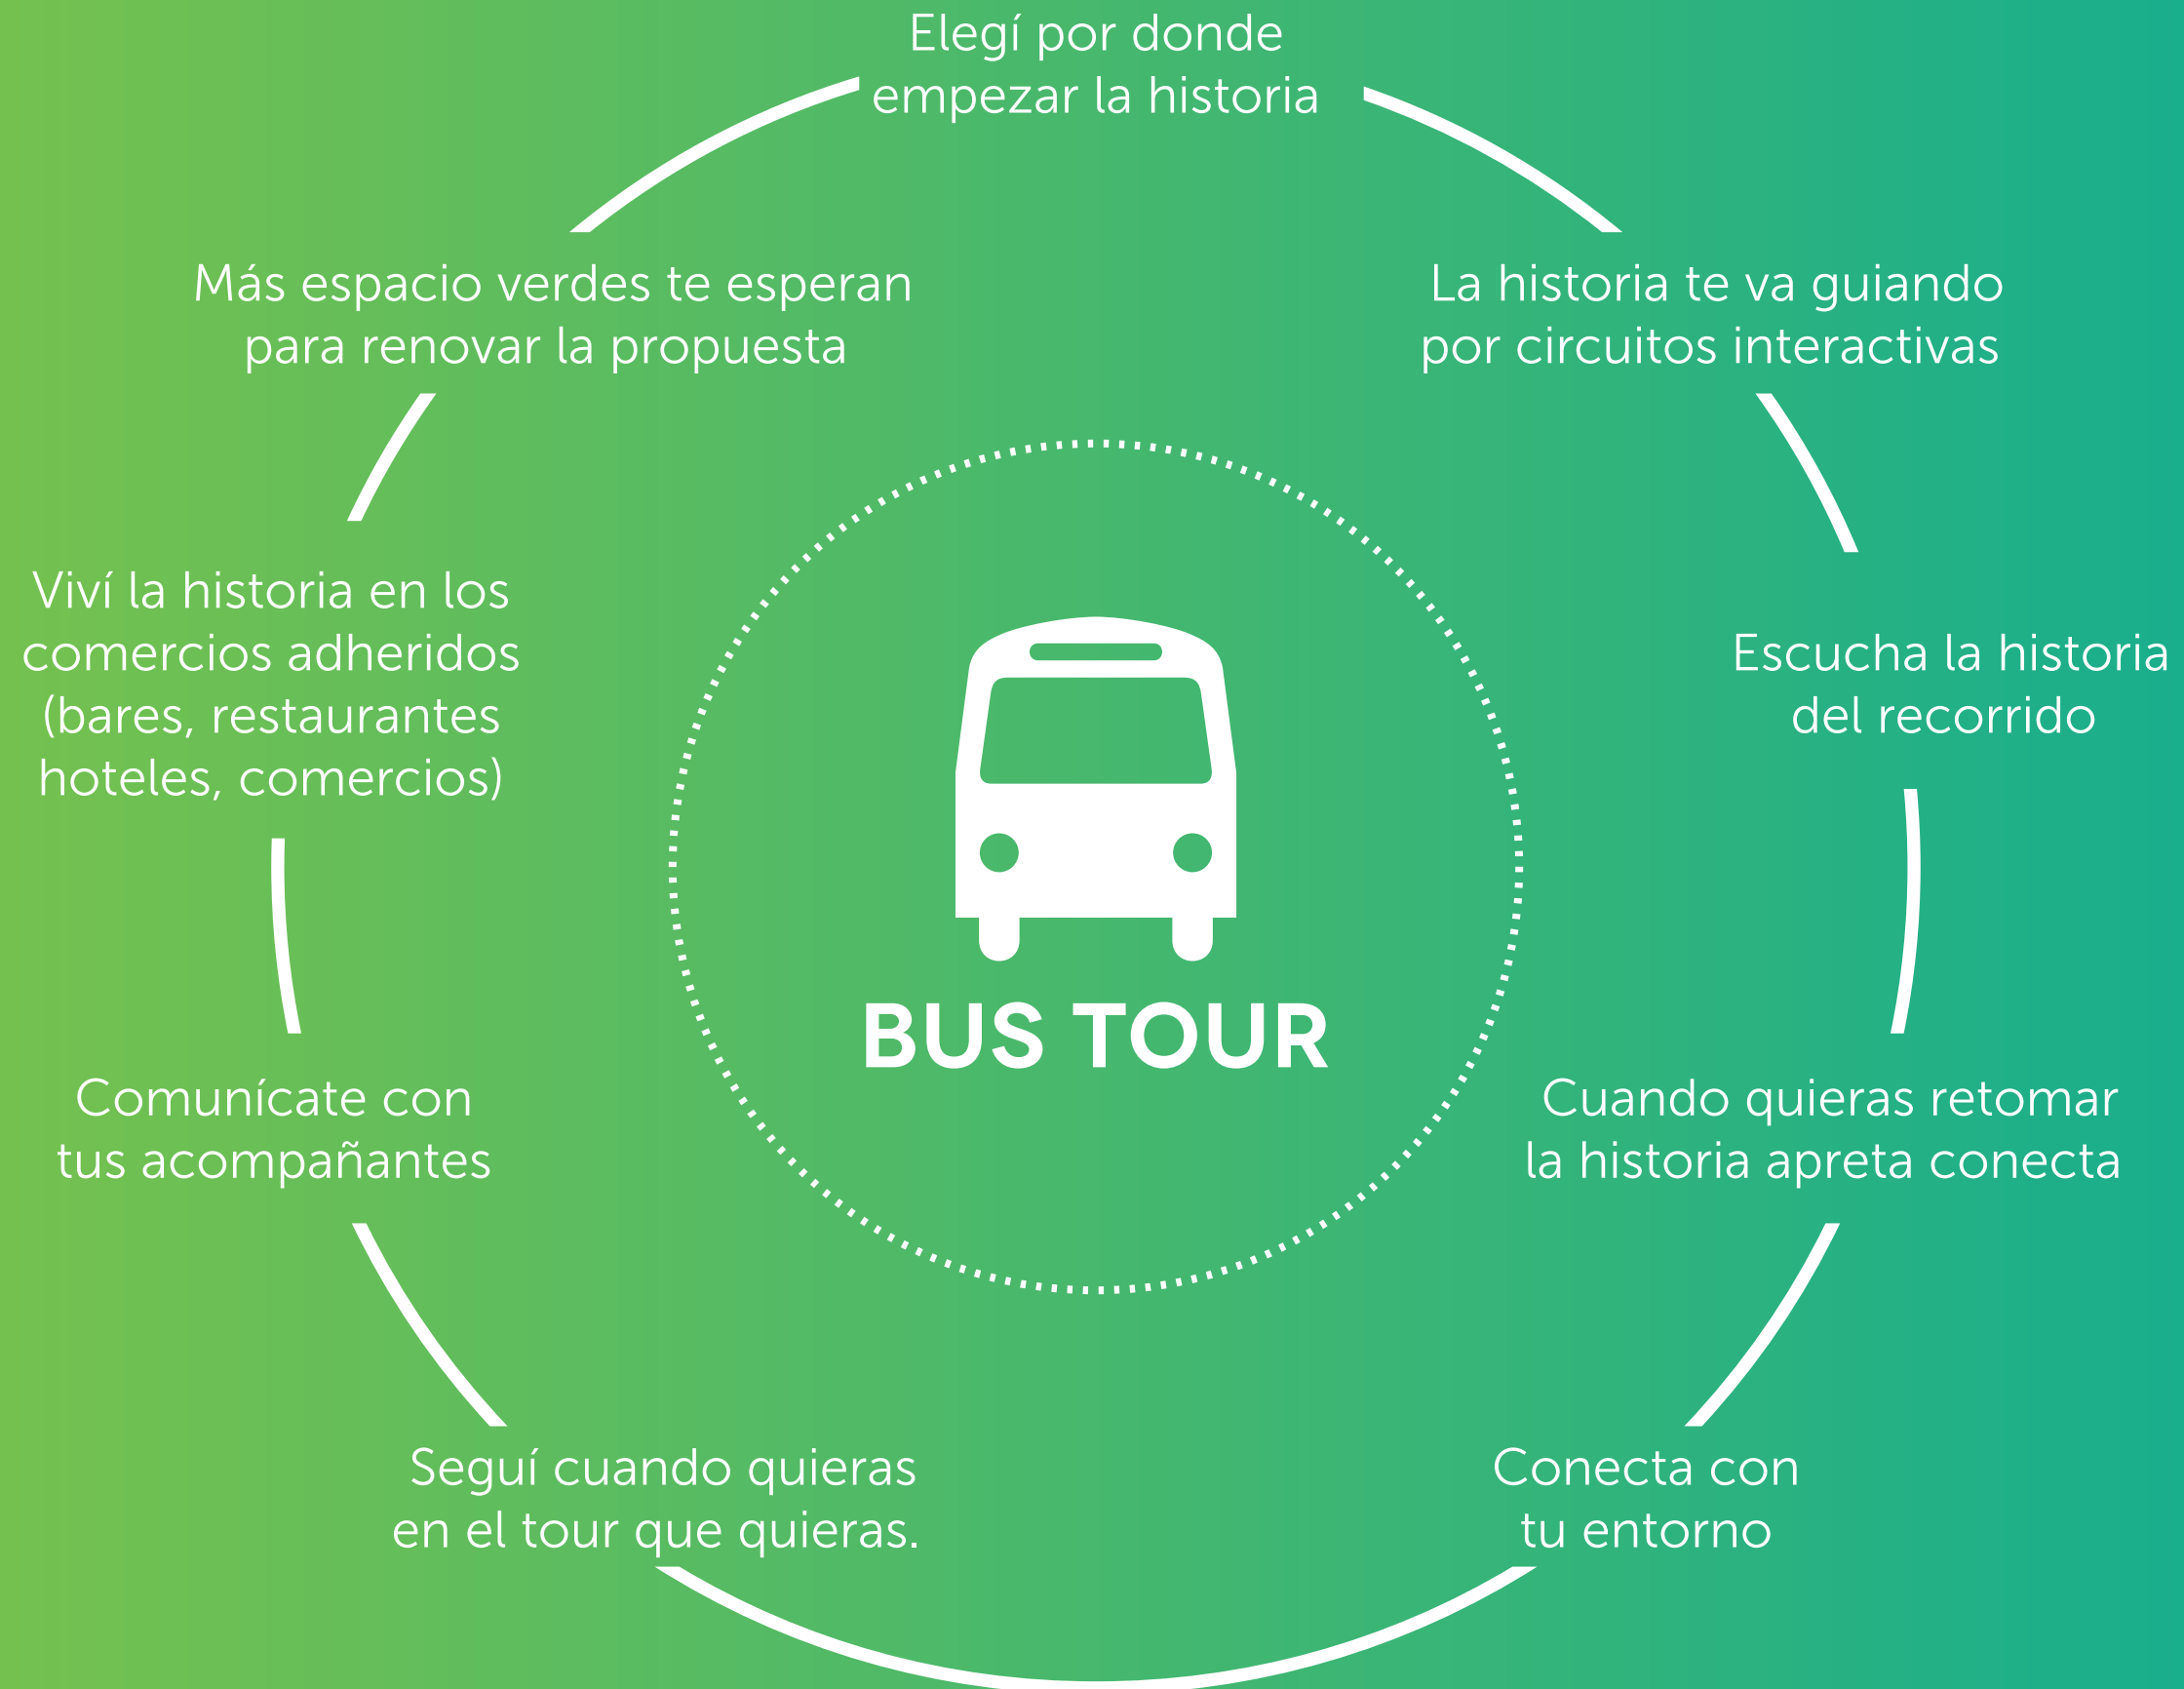 Elegí por donde
empezar la historia
La historia te va guiando
por circuitos interactivas
Escucha la historia
del recorrido
Cuando quieras retomar
la historia apreta conecta
Conecta con
tu entorno
Seguí cuando quieras
en el tour que quieras.
Comunícate con
tus acompañantes
Viví la historia en los
comercios adheridos
(bares, restaurantes
hoteles, comercios)
Más espacio verdes te esperan
para renovar la propuesta
BUS TOUR